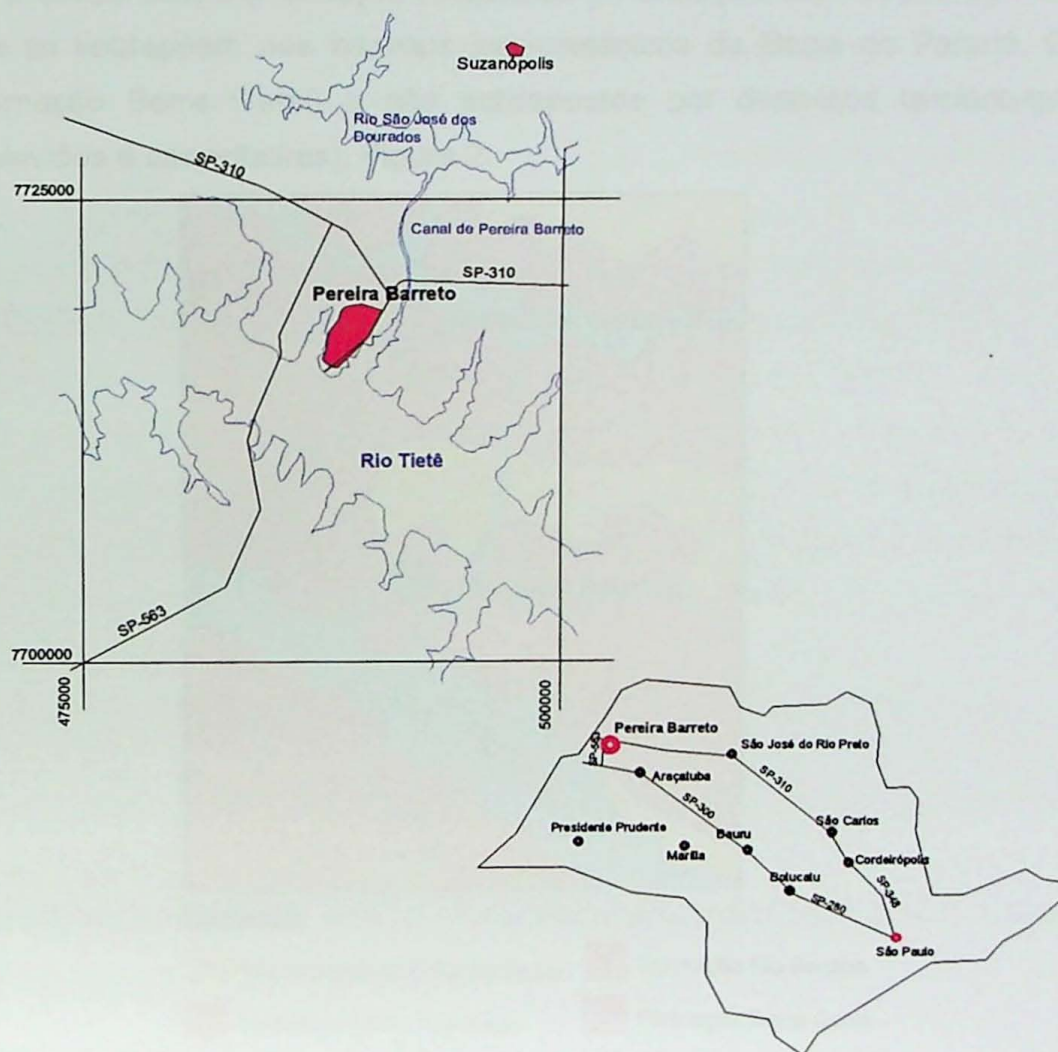 Suzanópolis
Rio São José dos
Dourados
SP-310
7725000
Canal de Pereira Barreto
SP-310
Pereira Barreto
Rio Tietê
SP-563
7700000
475000
500000
Pereira Barreto
São José do Rio Preto
Araçatuba
SP-310
SP-300
São Carlos
Presidente Prudente
Bauru
Marília
Cordeirópolis
Botucatu
SP-348
SP-280
São Paulo